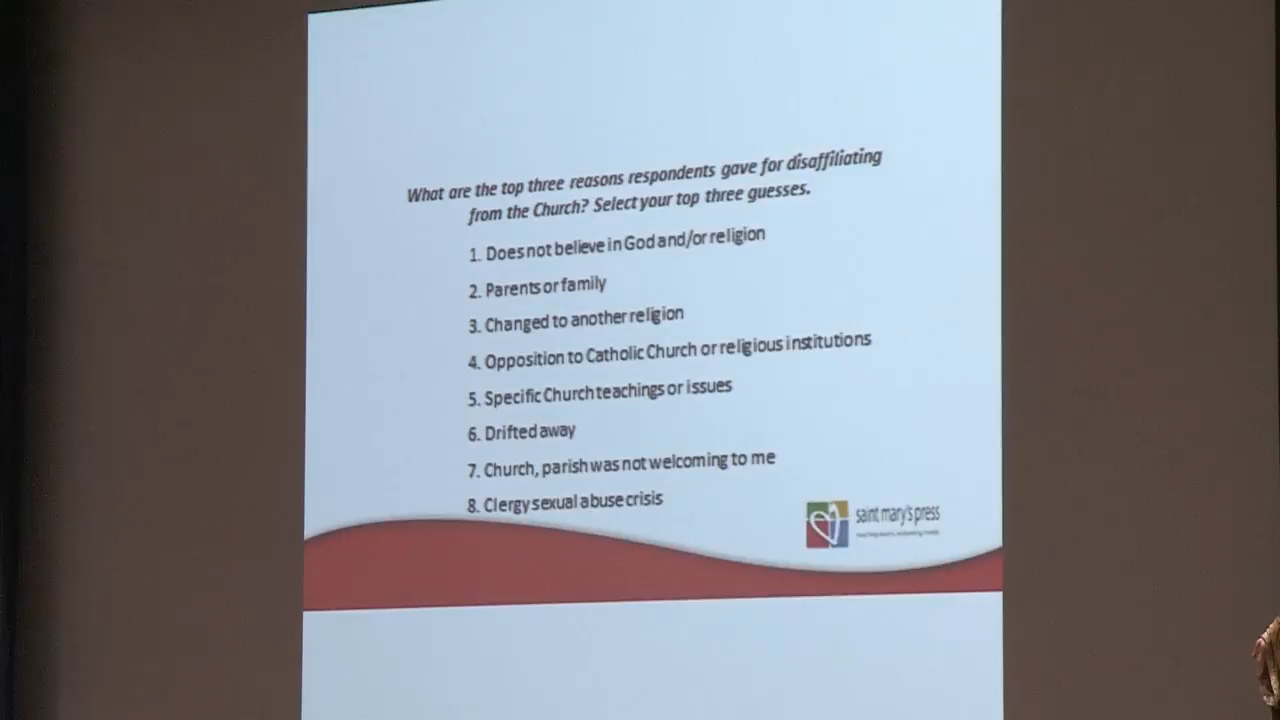 What are the top three reasons respondents gave for disaffiliating
from the Church? Select your top three guesses.
1. Does not believe in God and/or religion
2. Parents or family
3. Changed to another religion
4. Opposition to Catholic Church or religious institutions
5. Specific Church teachings or issues
6. Drifted away
7. Church, parish was not welcoming to me
8. Clergy sexual abuse crisis
saint mary's press